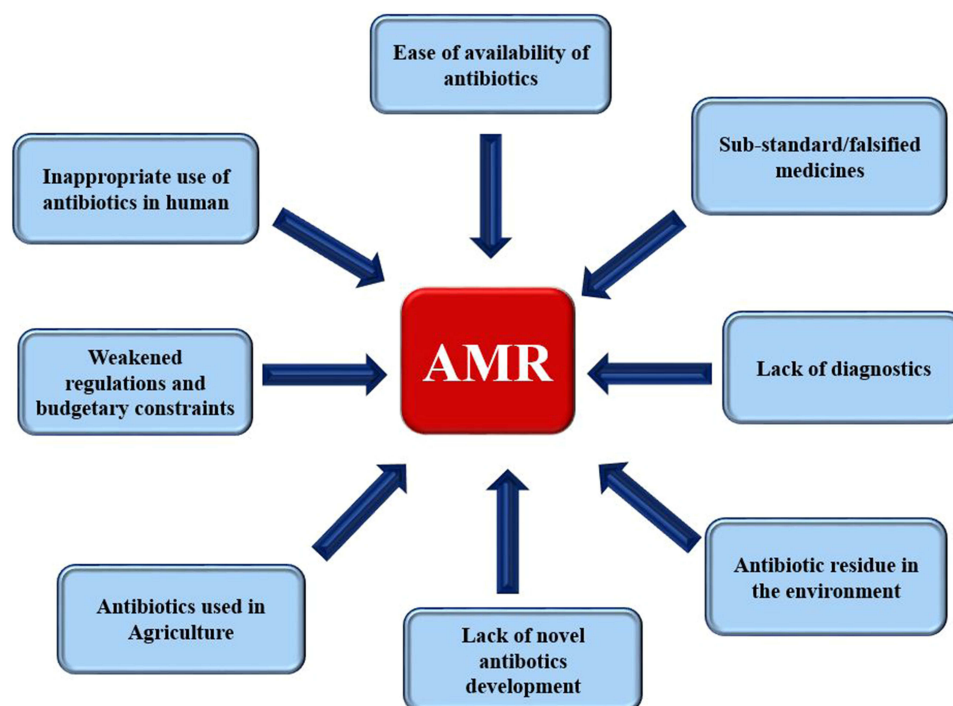 Ease of availability of
antibiotics
Sub-standard/falsified
medicines
Inappropriate use of
antibiotics in human
AMR
Weakened
regulations and
budgetary constraints
Lack of diagnostics
Antibiotics used in
Agriculture
Lack of novel
antibotics
development
Antibiotic residue in
the environment